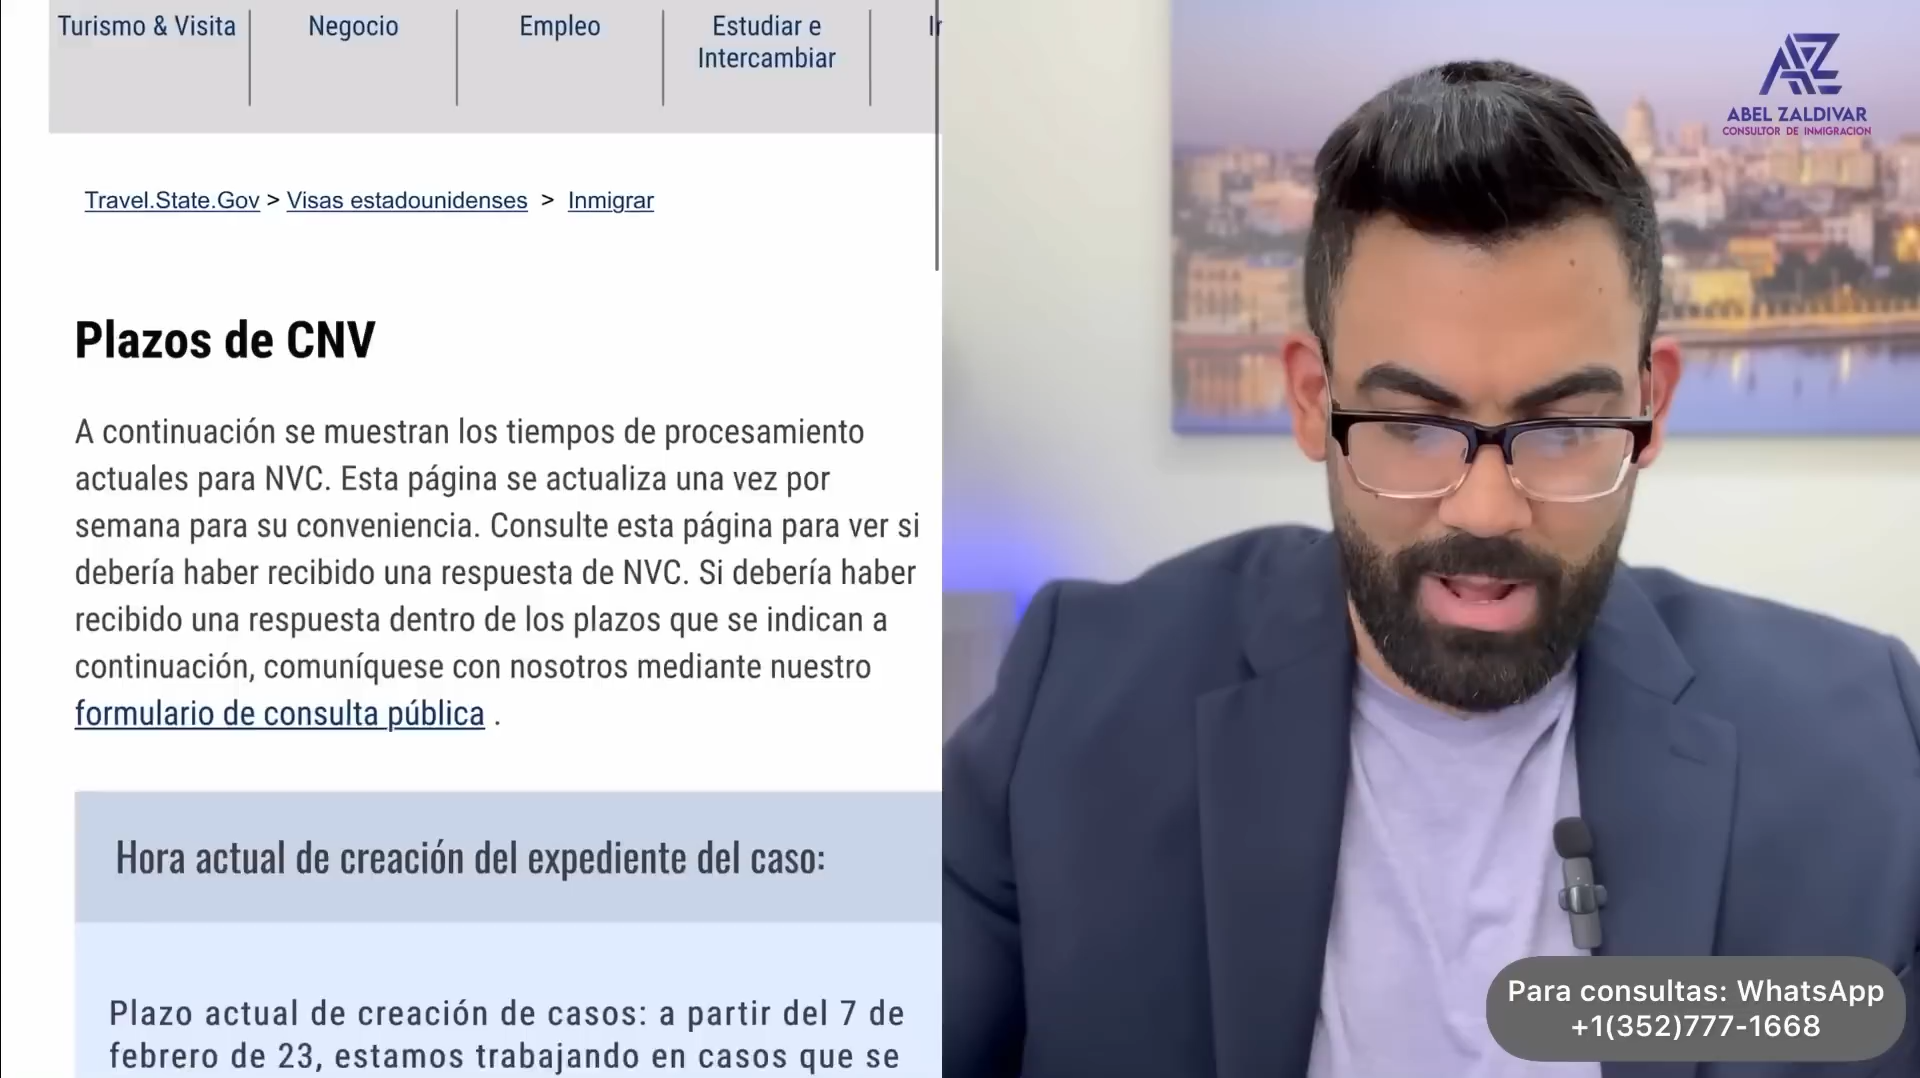 Turismo & Visita
Negocio
Empleo
Estudiar e
Intercambiar
Travel.State.Gov > Visas estadounidenses > Inmigrar
Plazos de CNV
A continuación se muestran los tiempos de procesamiento
actuales para NVC. Esta página se actualiza una vez por
semana para su conveniencia. Consulte esta página para ver si
debería haber recibido una respuesta de NVC. Si debería haber
recibido una respuesta dentro de los plazos que se indican a
continuación, comuníquese con nosotros mediante nuestro
formulario de consulta pública .
Hora actual de creación del expediente del caso:
Plazo actual de creación de casos: a partir del 7 de
febrero de 23, estamos trabajando en casos que se
AZ
ABEL ZALDIVAR
CONSULTOR DE INMIGRACION
Para consultas: WhatsApp
+1(352)777-1668